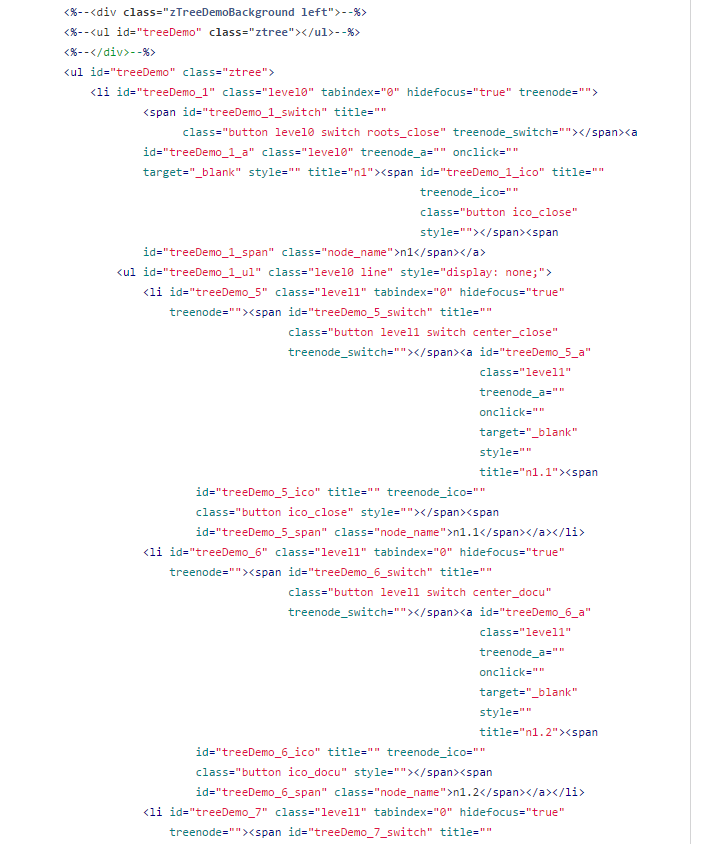 <%--<div class="zTreeDemoBackground left">--%>
<%--<ul id="treeDemo" class="ztree"></ul>--%>
<%--</div>--%>
<ul id="treeDemo" class="ztree">
<li id="treeDemo_1" class="level0" tabindex="0" hidefocus="true" treenode="">
<span id="treeDemo_1_switch" title=""
class="button level0 switch roots_close" treenode_switch=""></span><a
id="treeDemo_1_a" class="level0" treenode_a="" onclick=""
target="_blank" style="" title="n1"><span id="treeDemo_1_ico" title=""
treenode_ico=""
class="button ico_close"
style=""></span><span
id="treeDemo_1_span" class="node_name">n1</span></a>
<ul id="treeDemo_1_ul" class="level0 line" style="display: none;">
<li id="treeDemo_5" class="level1" tabindex="0" hidefocus="true"
treenode=""><span id="treeDemo_5_switch" title=""
class="button level1 switch center_close"
treenode_switch=""></span><a id="treeDemo_5_a"
class="level1"
treenode_a=""
onclick=""
target="_blank"
style=""
title="n1.1"><span
id="treeDemo_5_ico" title="" treenode_ico=""
class="button ico_close" style=""></span><span
id="treeDemo_5_span" class="node_name">n1.1</span></a></li>
<li id="treeDemo_6" class="level1" tabindex="0" hidefocus="true"
treenode=""><span id="treeDemo_6_switch" title=""
class="button level1 switch center_docu"
treenode_switch=""></span><a id="treeDemo_6_a"
class="level1"
treenode_a=""
onclick=""
target="_blank"
style=""
title="n1.2"><span
id="treeDemo_6_ico" title="" treenode_ico=""
class="button ico_docu" style=""></span><span
id="treeDemo_6_span" class="node_name">n1.2</span></a></li>
<li id="treeDemo_7" class="level1" tabindex="0" hidefocus="true"
treenode=""><span id="treeDemo_7_switch" title=""